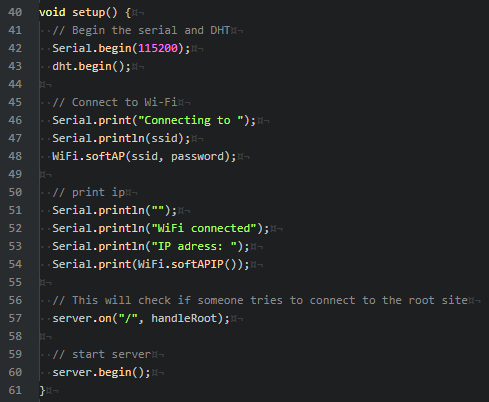 40 void setup() {¤¬
41 ··// Begin the serial and DHT¤¬
42 ··Serial.begin(115200);¤¬
43 ··dht.begin();¤¬
44 ¤¬
45 ··// Connect to Wi-Fi¤¬
46 ··Serial.print("Connecting to ");¤¬
47 ··Serial.println(ssid);¤¬
48 ··WiFi.softAP(ssid, password);¤¬
49 ¤¬
50 ··// print ip¤¬
51 ··Serial.println("");¤¬
52 ··Serial.println("WiFi connected");¤¬
53 ··Serial.println("IP adress: ");¤¬
54 ··Serial.print(WiFi.softAPIP());¤¬
55 ¤¬
56 ··// This will check if someone tries to connect to the root site¤¬
57 ··server.on("/", handleRoot);¤¬
58 ¤¬
59 ··// start server¤¬
60 ··server.begin();¤¬
61 }¤¬